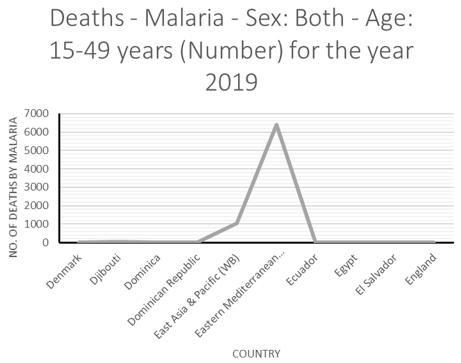 Deaths - Malaria - Sex: Both - Age:
15-49 years (Number) for the year
2019
NO. OF DEATHS BY MALARIA
7000
6000
5000
4000
3000
2000
1000
0
Denmark
Djibouti
Dominica
Dominican Republic
East Asia & Pacific (WB)
Eastern Mediterranean...
Ecuador
Egypt
El Salvador
England
COUNTRY